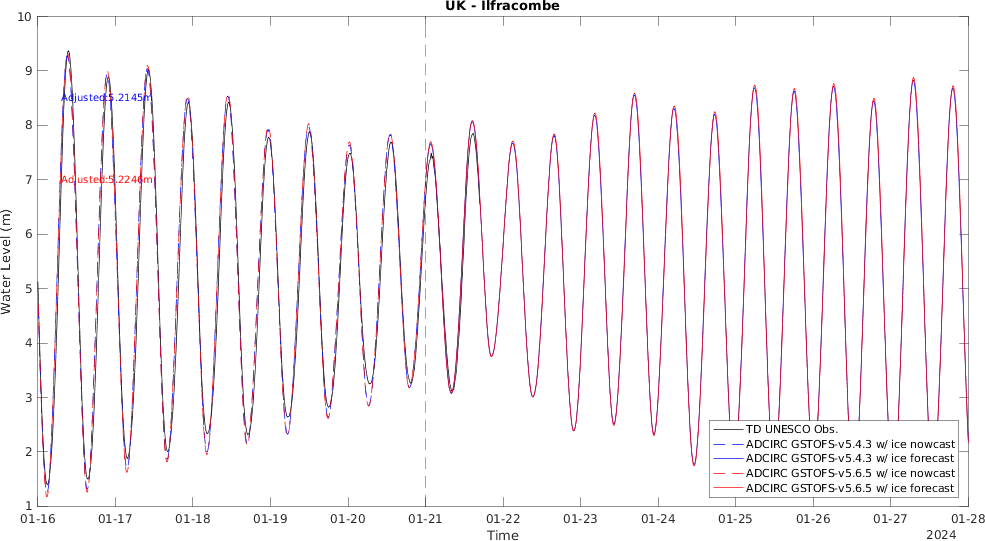 UK - Ilfracombe
10
9
8
7
6
5
4
3
2
1
Water Level (m)
Adjusted:5.2145m
Adjusted:5.2246m
TD UNESCO Obs.
ADCIRC GSTOFS-v5.4.3 w/ ice nowcast
ADCIRC GSTOFS-v5.4.3 w/ ice forecast
ADCIRC GSTOFS-v5.6.5 w/ ice nowcast
ADCIRC GSTOFS-v5.6.5 w/ ice forecast
01-16 01-17 01-18 01-19 01-20 01-21 01-22 01-23 01-24 01-25 01-26 01-27 01-28
Time
2024